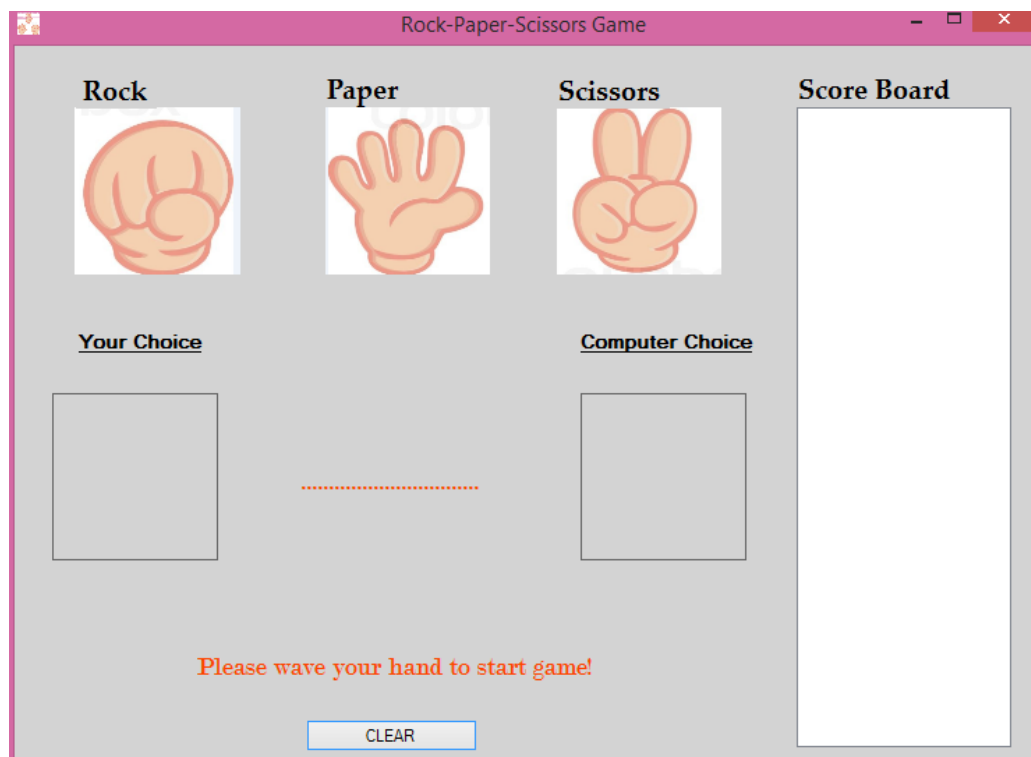 Rock-Paper-Scissors Game
Rock Paper Scissors Score Board
Your Choice Computer Choice
................................
Please wave your hand to start game!
CLEAR